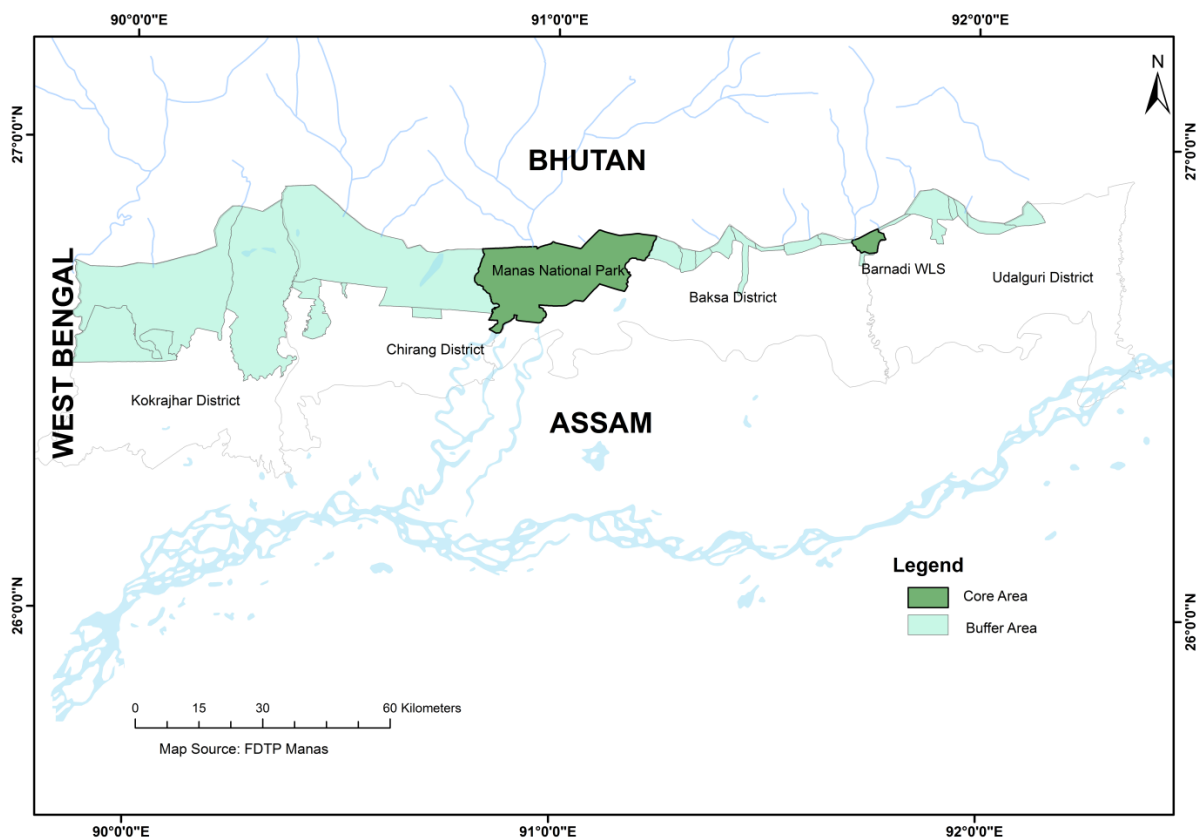 90°0'0"E
91°0'0"E
92°0'0"E
N
27°0'0"N
27°0'0"N
BHUTAN
WEST BENGAL
Manas National Park
Barnadi WLS
Udalguri District
Baksa District
Chirang District
Kokrajhar District
ASSAM
Legend
Core Area
Buffer Area
26°0'0"N
26°0'0"N
0 15 30 60 Kilometers
Map Source: FDTP Manas
90°0'0"E
91°0'0"E
92°0'0"E